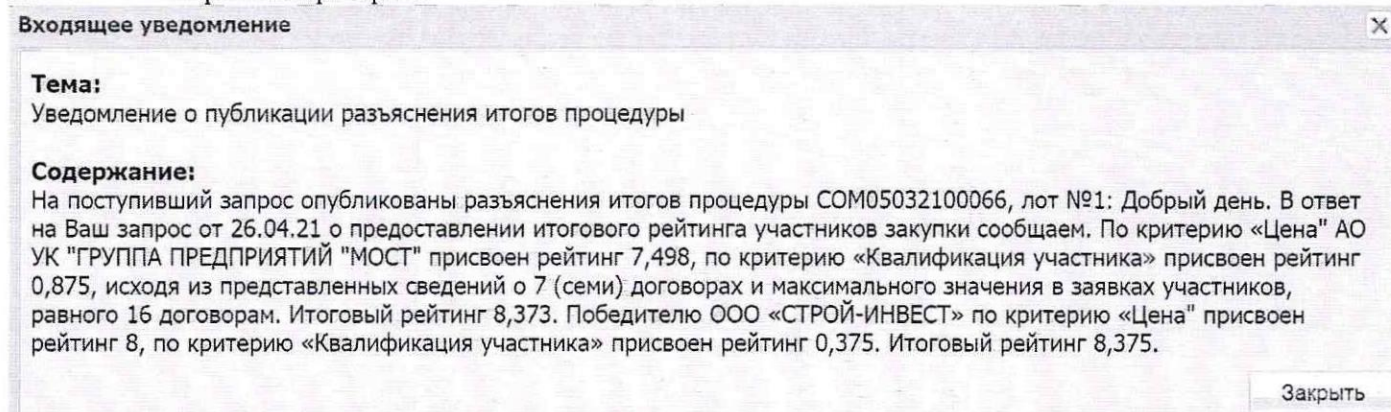 Входящее уведомление
Тема:
Уведомление о публикации разъяснения итогов процедуры
Содержание:
На поступивший запрос опубликованы разъяснения итогов процедуры COM05032100066, лот №1: Добрый день. В ответ
на Ваш запрос от 26.04.21 о предоставлении итогового рейтинга участников закупки сообщаем. По критерию «Цена" АО
УК "ГРУППА ПРЕДПРИЯТИЙ "МОСТ" присвоен рейтинг 7,498, по критерию «Квалификация участника» присвоен рейтинг
0,875, исходя из представленных сведений о 7 (семи) договорах и максимального значения в заявках участников,
равного 16 договорам. Итоговый рейтинг 8,373. Победителю ООО «СТРОЙ-ИНВЕСТ» по критерию «Цена" присвоен
рейтинг 8, по критерию «Квалификация участника» присвоен рейтинг 0,375. Итоговый рейтинг 8,375.
Закрыть